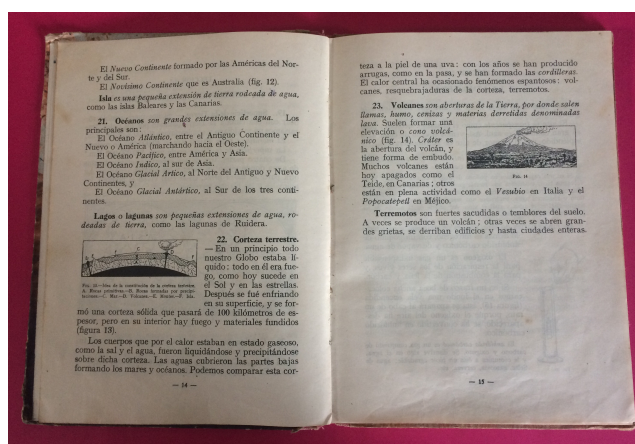 El Nuevo Continente formado por las Américas del Nor-
te y del Sur.
El Novísimo Continente que es Australia (fig. 12).
Isla es una pequeña extensión de tierra rodeada de agua,
como las islas Baleares y las Canarias.
21. Océanos son grandes extensiones de agua. Los
principales son:
El Océano Atlántico, entre el Antiguo Continente y el
Nuevo o América (marchando hacia el Oeste).
El Océano Pacífico, entre América y Asia.
El Océano Indico, al sur de Asia.
El Océano Glacial Artico, al Norte del Antiguo y Nuevo
Continentes, y
El Océano Glacial Antártico, al Sur de los tres conti-
nentes.
Lagos o lagunas son pequeñas extensiones de agua, ro-
deadas de tierra, como las lagunas de Ruidera.
22. Corteza terrestre.
— En un principio todo
nuestro Globo estaba lí-
quido: todo en él era fue-
go, como hoy sucede en
el Sol y en las estrellas.
Después se fué enfriando
en su superficie, y se for-
mó una corteza sólida que pasará de 100 kilómetros de es-
pesor, pero en su interior hay fuego y materiales fundidos
(figura 13).
Los cuerpos que por el calor estaban en estado gaseoso,
como la sal y el agua, fueron liquidándose y precipitándose
sobre dicha corteza. Las aguas cubrieron las partes bajas
formando los mares y océanos. Podemos comparar esta cor-
— 14 —
teza a la piel de una uva: con los años se han producido
arrugas, como en la pasa, y se han formado las cordilleras.
El calor central ha ocasionado fenómenos espantosos: vol-
canes, resquebrajaduras de la corteza, terremotos.
23. Volcanes son aberturas de la Tierra, por donde salen
llamas, humo, cenizas y materias derretidas denominadas
lava. Suelen formar una
elevación o cono volcá-
nico (fig. 14). Cráter es
la abertura del volcán, y
tiene forma de embudo.
Muchos volcanes están
hoy apagados como el
Teide, en Canarias; otros
están en plena actividad como el Vesubio en Italia y el
Popocatepetl en Méjico.
FIG. 14
Terremotos son fuertes sacudidas o temblores del suelo.
A veces se produce un volcán; otras veces se abren gran-
des grietas, se derriban edificios y hasta ciudades enteras.
— 15 —